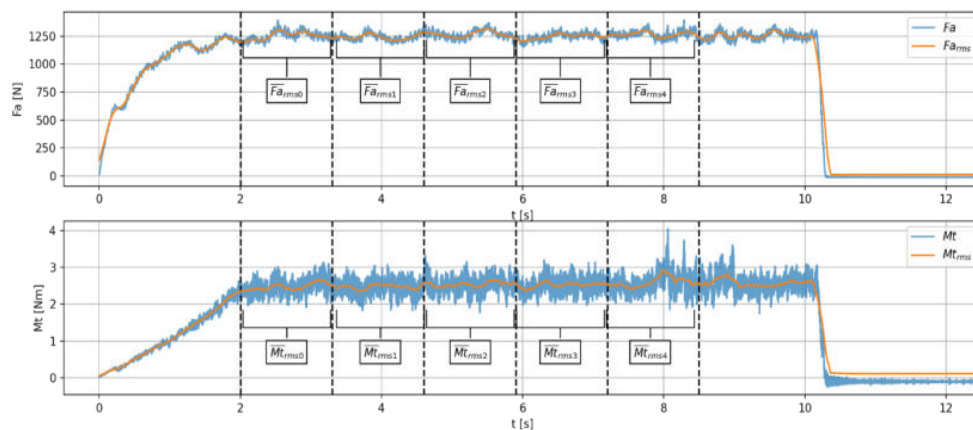 1250
1000
750
500
250
0
Fa [N]
Fa
Fa_rms
Fa_rms0
Fa_rms1
Fa_rms2
Fa_rms3
Fa_rms4
0 2 4 6 8 10 12
t [s]
4
3
2
1
0
Mt [Nm]
Mt
Mt_rms
Mt_rms0
Mt_rms1
Mt_rms2
Mt_rms3
Mt_rms4
0 2 4 6 8 10 12
t [s]